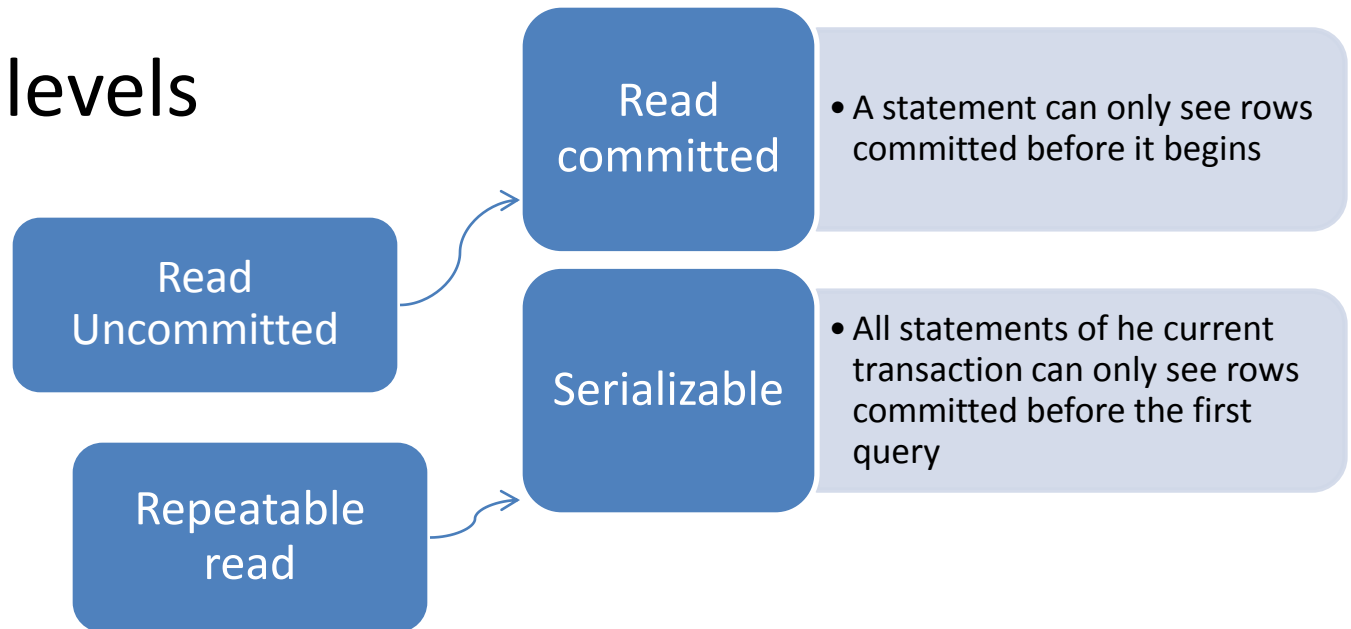 levels
Read
committed
• A statement can only see rows
committed before it begins
Read
Uncommitted
Serializable
• All statements of he current
transaction can only see rows
committed before the first
query
Repeatable
read